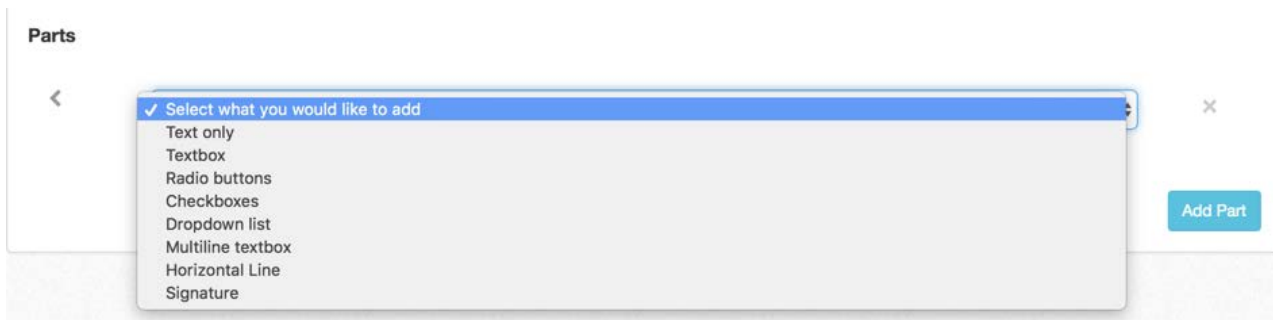 Parts
Select what you would like to add
Text only
Textbox
Radio buttons
Checkboxes
Dropdown list
Multiline textbox
Horizontal Line
Signature
Add Part